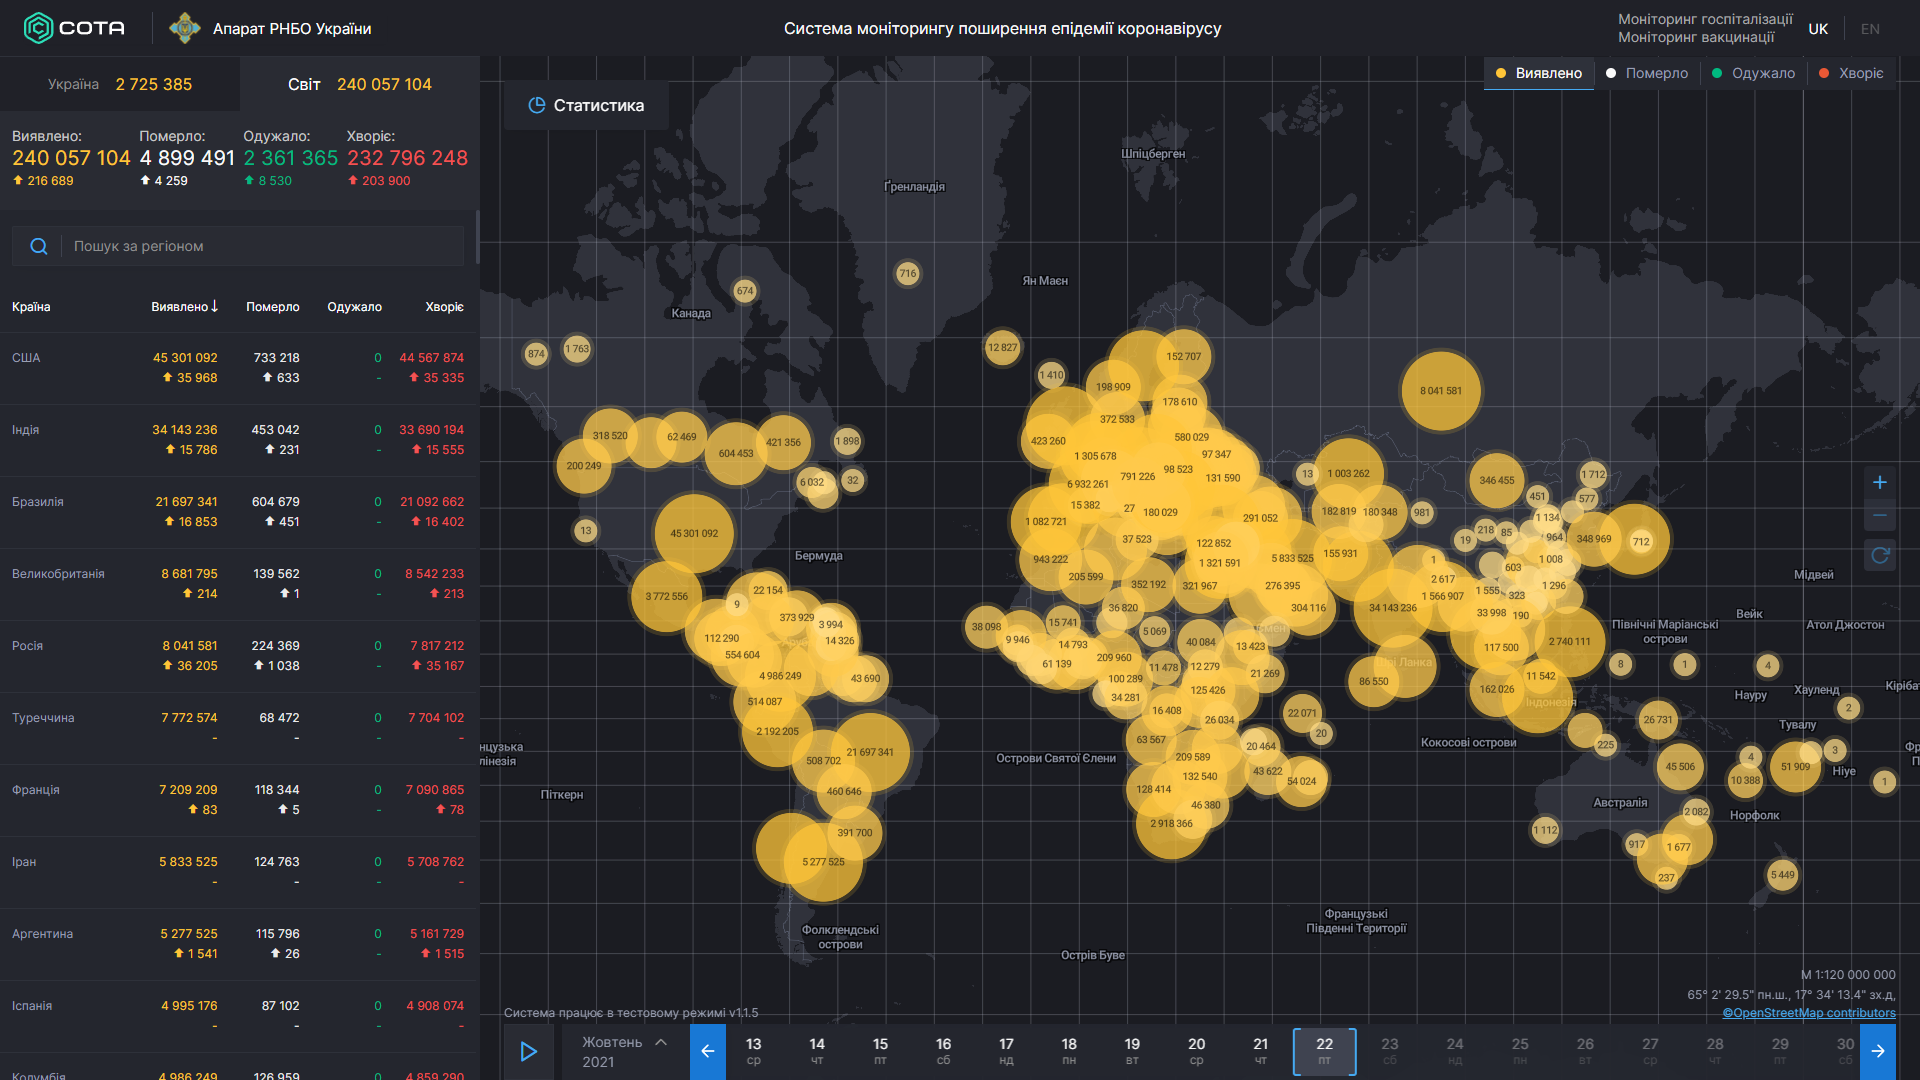 СОТА
Апарат РНБО України
Система моніторингу поширення епідемії коронавірусу
Моніторинг госпіталізації
Моніторинг вакцинації
UK
EN
Україна 2 725 385
Світ 240 057 104
Виявлено: Померло: Одужало: Хворіє:
240 057 104 4 899 491 2 361 365 232 796 248
216 689 4 259 8 530 203 900
Пошук за регіоном
Країна Виявлено Померло Одужало Хворіє
США 45 301 092 733 218 0 44 567 874
35 968 633 - 35 335
Індія 34 143 236 453 042 0 33 690 194
15 786 231 - 15 555
Бразилія 21 697 341 604 679 0 21 092 662
16 853 451 - 16 402
Великобританія 8 681 795 139 562 0 8 542 233
214 1 - 213
Росія 8 041 581 224 369 0 7 817 212
36 205 1 038 - 35 167
Туреччина 7 772 574 68 472 0 7 704 102
- - - -
Франція 7 209 209 118 344 0 7 090 865
83 5 - 78
Іран 5 833 525 124 763 0 5 708 762
- - - -
Аргентина 5 277 525 115 796 0 5 161 729
1 541 26 - 1 515
Іспанія 4 995 176 87 102 0 4 908 074
- - - -
Колумбія 4 986 249 126 959 0 4 859 290
Статистика
Виявлено Померло Одужало Хворіє
Шпіцберген
Ґренландія
716
Ян Маєн
674
Канада
874
1 763
12 827
152 707
1 410
198 909
8 041 581
178 610
372 533
318 520
62 469
421 356
1 898
423 260
580 029
604 453
1 305 678
97 347
200 249
98 523
13
1 003 262
1 712
6 032
32
6 932 261
791 226
131 590
346 455
451
577
15 382
27
180 029
182 819
180 348
981
13
45 301 092
1 082 721
291 052
1 134
218
85
964
348 969
712
19
37 523
122 852
Бермуда
943 222
1 321 591
5 833 525
155 931
1
603
1 008
Мідвей
205 599
352 192
321 967
276 395
2 617
1 555
1 296
3 772 556
22 154
9
36 820
304 116
34 143 236
1 566 907
323
33 998
190
Вейк
373 929
3 994
38 098
15 741
5 069
Північні Маріанські
острови
Атол Джостон
112 290
14 326
9 946
14 793
40 084
13 423
117 500
2 740 111
554 604
61 139
209 960
11 478
12 279
Шрі Ланка
8
1
4
4 986 249
43 690
100 289
21 269
86 550
11 542
514 087
34 281
125 426
162 026
Індонезія
Науру
Хауленд
Кірібат
2
16 408
26 034
22 071
26 731
Тувалу
2 192 205
20
63 567
20 464
Кокосові острови
225
21 697 341
508 702
Острови Святої Єлени
209 589
43 622
54 024
45 506
4
3
51 909
Ніуе
10 388
1
132 540
Піткерн
460 646
128 414
46 380
Австралія
2 082
Норфолк
391 700
2 918 366
1 112
917
1 677
5 277 525
237
5 449
Фолклендські
острови
Французькі
Південні Території
Острів Буве
М 1:120 000 000
65° 2' 29.5" пн.ш., 17° 34' 13.4" зх.д,
©OpenStreetMap contributors
Система працює в тестовому режимі v1.1.5
Жовтень
2021
13 14 15 16 17 18 19 20 21 22 23 24 25 26 27 28 29 30
ср чт пт сб нд пн вт ср чт пт сб нд пн вт ср чт пт сб